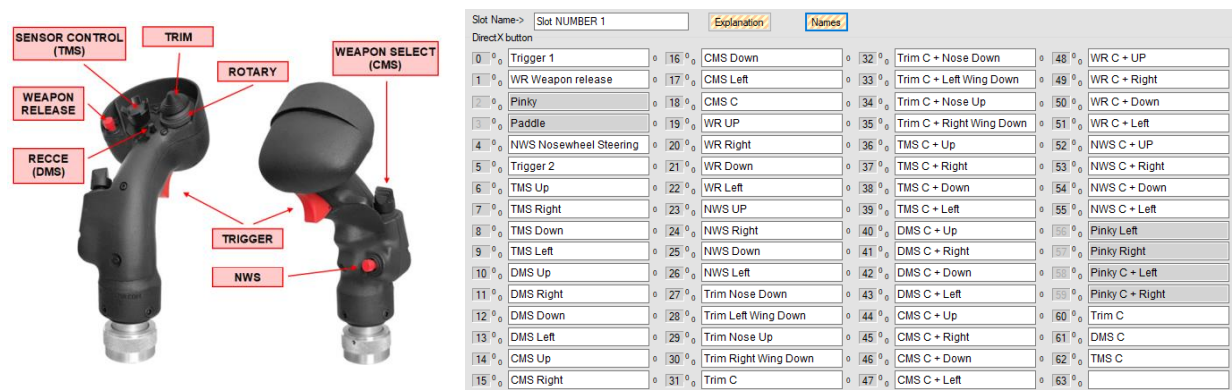 SENSOR CONTROL
(TMS)
TRIM
ROTARY
WEAPON SELECT
(CMS)
WEAPON
RELEASE
RECCE
(DMS)
TRIGGER
NWS
Slot Name-> Slot NUMBER 1 Explanation Names
DirectX button
0 Trigger 1
1 WR Weapon release
2 Pinky
3 Paddle
4 NWS Nosewheel Steering
5 Trigger 2
6 TMS Up
7 TMS Right
8 TMS Down
9 TMS Left
10 DMS Up
11 DMS Right
12 DMS Down
13 DMS Left
14 CMS Up
15 CMS Right
16 CMS Down
17 CMS Left
18 CMS C
19 WR UP
20 WR Right
21 WR Down
22 WR Left
23 NWS UP
24 NWS Right
25 NWS Down
26 NWS Left
27 Trim Nose Down
28 Trim Left Wing Down
29 Trim Nose Up
30 Trim Right Wing Down
31 Trim C
32 Trim C + Nose Down
33 Trim C + Left Wing Down
34 Trim C + Nose Up
35 Trim C + Right Wing Down
36 TMS C + Up
37 TMS C + Right
38 TMS C + Down
39 TMS C + Left
40 DMS C + Up
41 DMS C + Right
42 DMS C + Down
43 DMS C + Left
44 CMS C + Up
45 CMS C + Right
46 CMS C + Down
47 CMS C + Left
48 WR C + UP
49 WR C + Right
50 WR C + Down
51 WR C + Left
52 NWS C + UP
53 NWS C + Right
54 NWS C + Down
55 NWS C + Left
56 Pinky Left
57 Pinky Right
58 Pinky C + Left
59 Pinky C + Right
60 Trim C
61 DMS C
62 TMS C
63